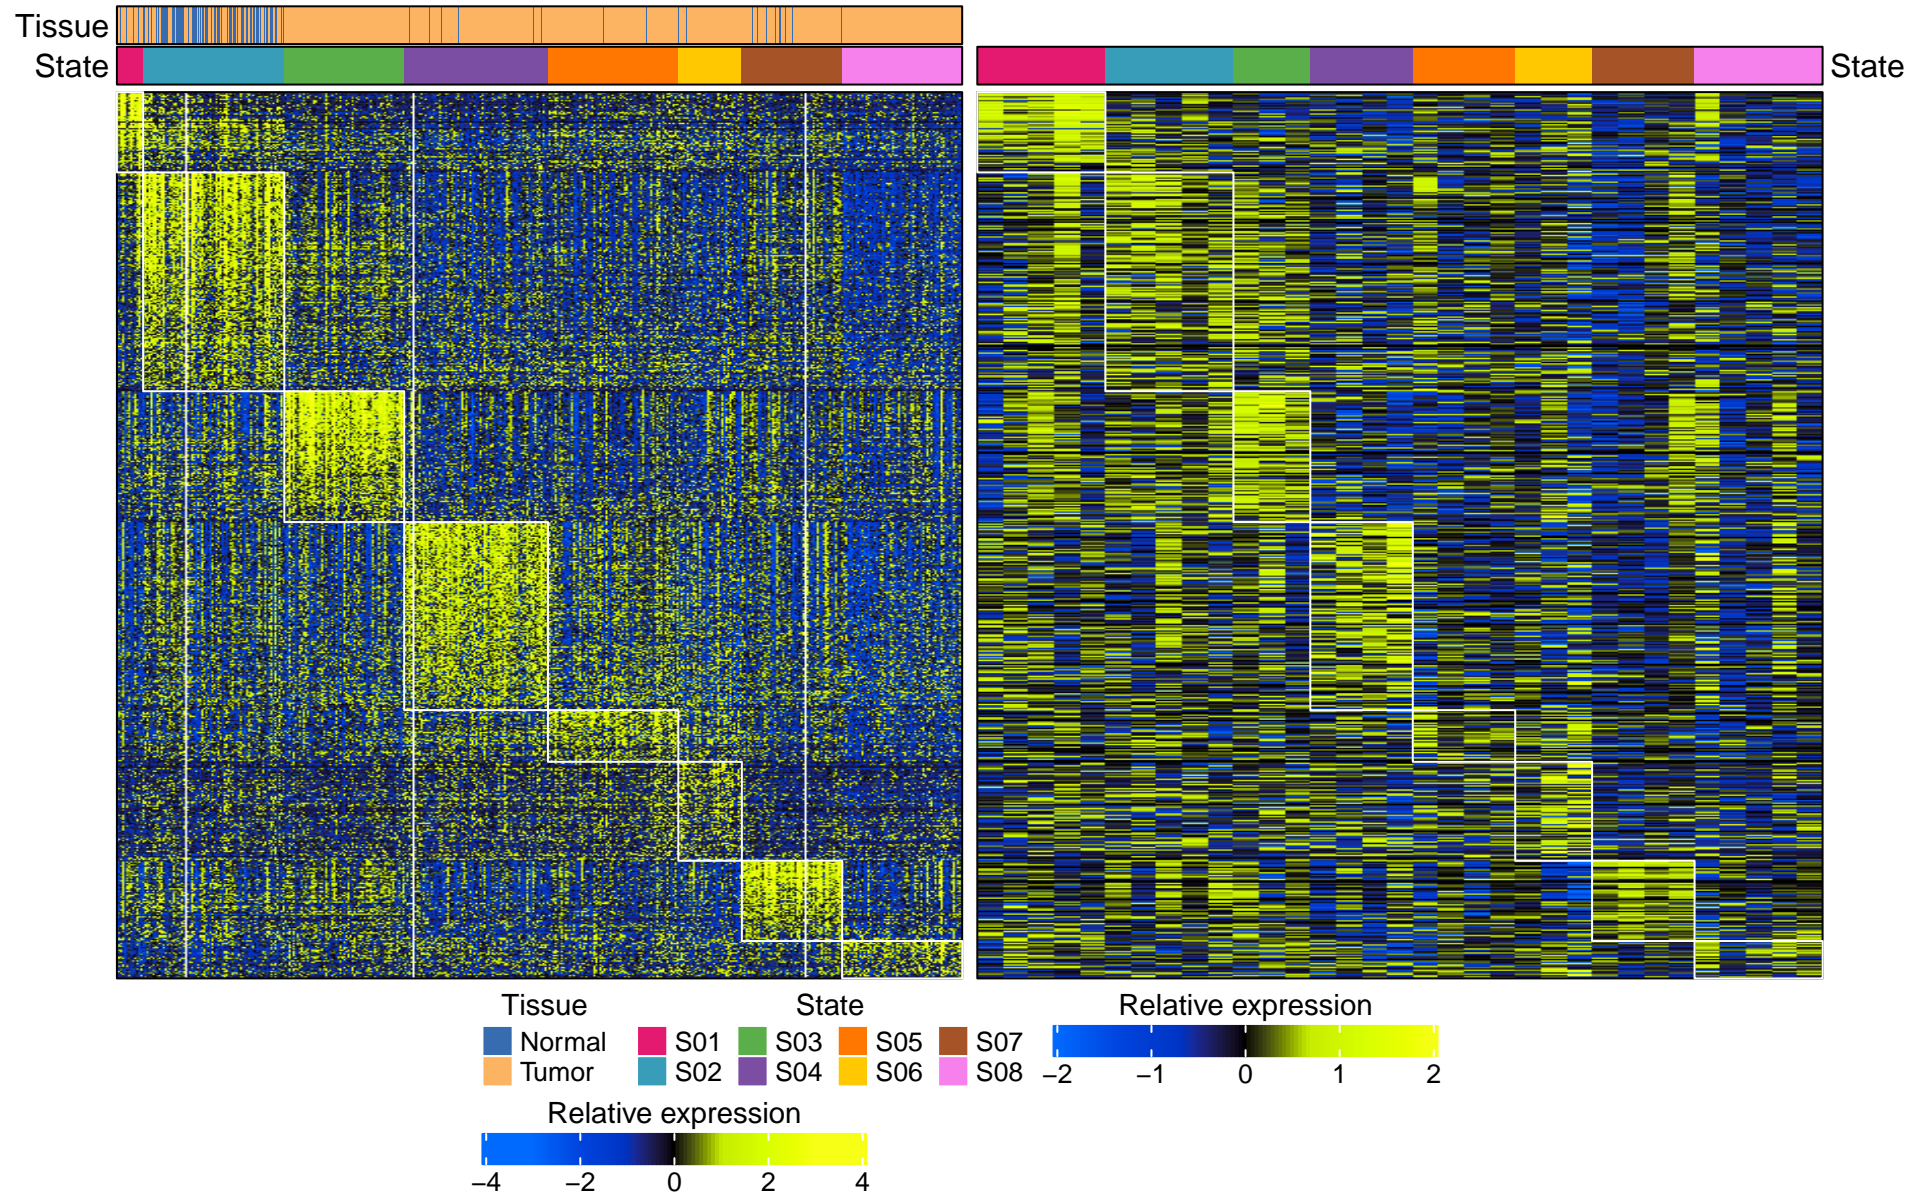 Tissue
State
State
Tissue
State
Relative expression
Normal
S01
S03
S05
S07
Tumor
S02
S04
S06
S08
−2 −1 0 1 2
Relative expression
−4 −2 0 2 4